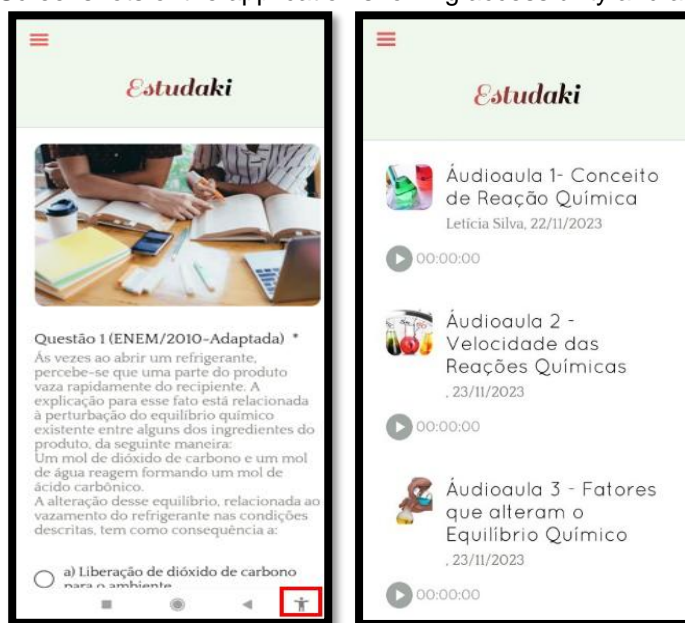 Estudaki
Questão 1 (ENEM/2010-Adaptada) *
Às vezes ao abrir um refrigerante,
percebe-se que uma parte do produto
vaza rapidamente do recipiente. A
explicação para esse fato está relacionada
à perturbação do equilíbrio químico
existente entre alguns dos ingredientes do
produto, da seguinte maneira:
Um mol de dióxido de carbono e um mol
de água reagem formando um mol de
ácido carbônico.
A alteração desse equilíbrio, relacionada ao
vazamento do refrigerante nas condições
descritas, tem como consequência a:
a) Liberação de dióxido de carbono
para o ambiente
Estudaki
Áudioaula 1- Conceito
de Reação Química
Letícia Silva, 22/11/2023
00:00:00
Áudioaula 2 -
Velocidade das
Reações Químicas
, 23/11/2023
00:00:00
Áudioaula 3 - Fatores
que alteram o
Equilíbrio Químico
, 23/11/2023
00:00:00